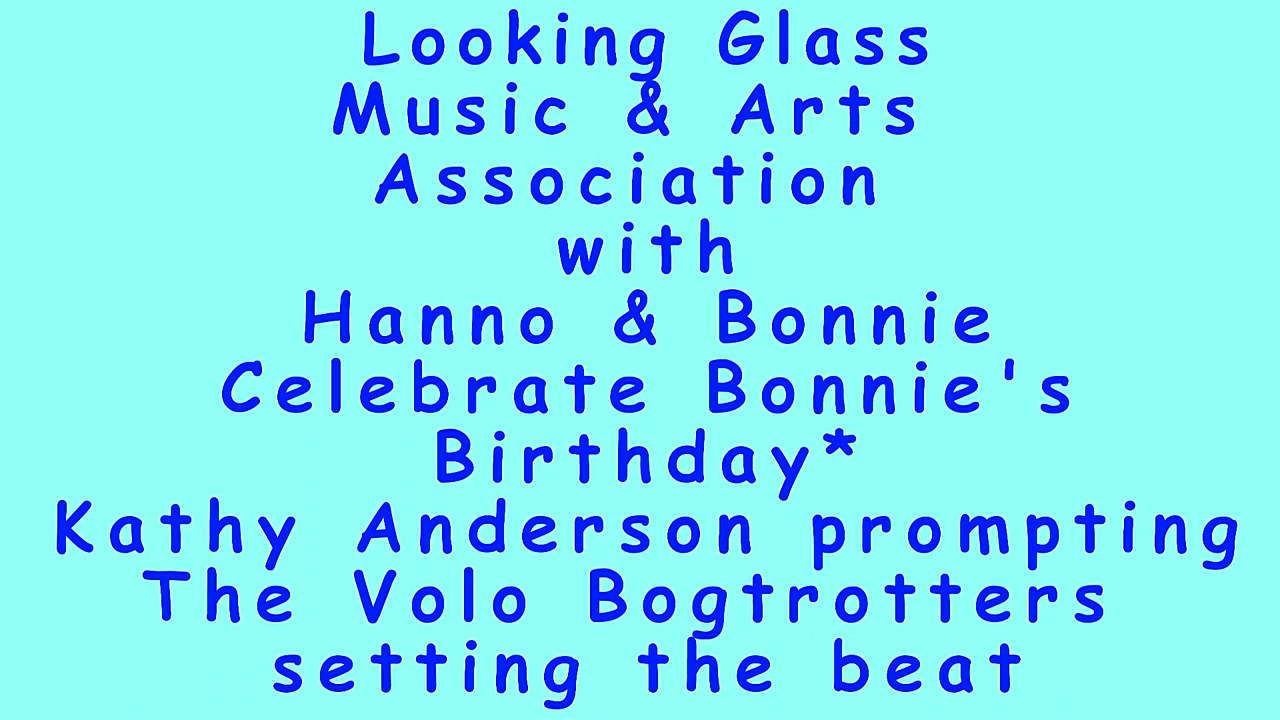 Looking Glass
Music & Arts
Association
with
Hanno & Bonnie
Celebrate Bonnie's
Birthday*
Kathy Anderson prompting
The Volo Bogtrotters
setting the beat